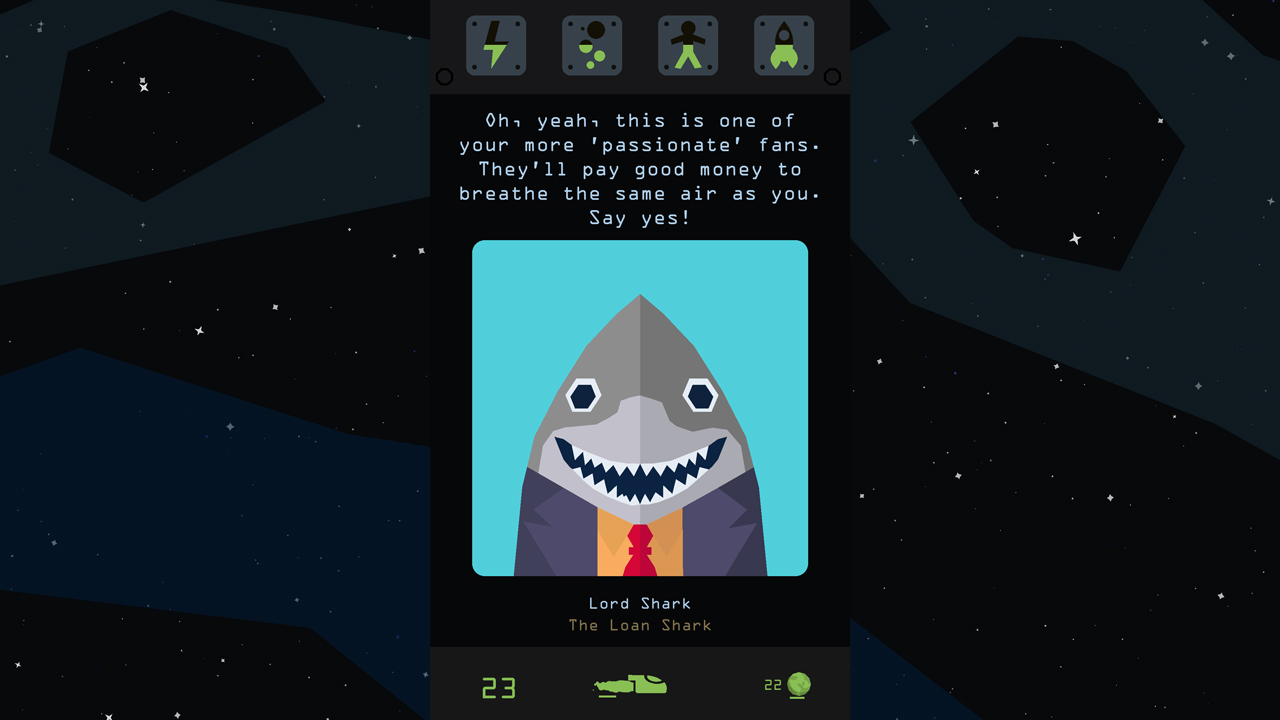 Oh, yeah, this is one of
your more 'passionate' fans.
They'll pay good money to
breathe the same air as you.
Say yes!
Lord Shark
The Loan Shark
23
22